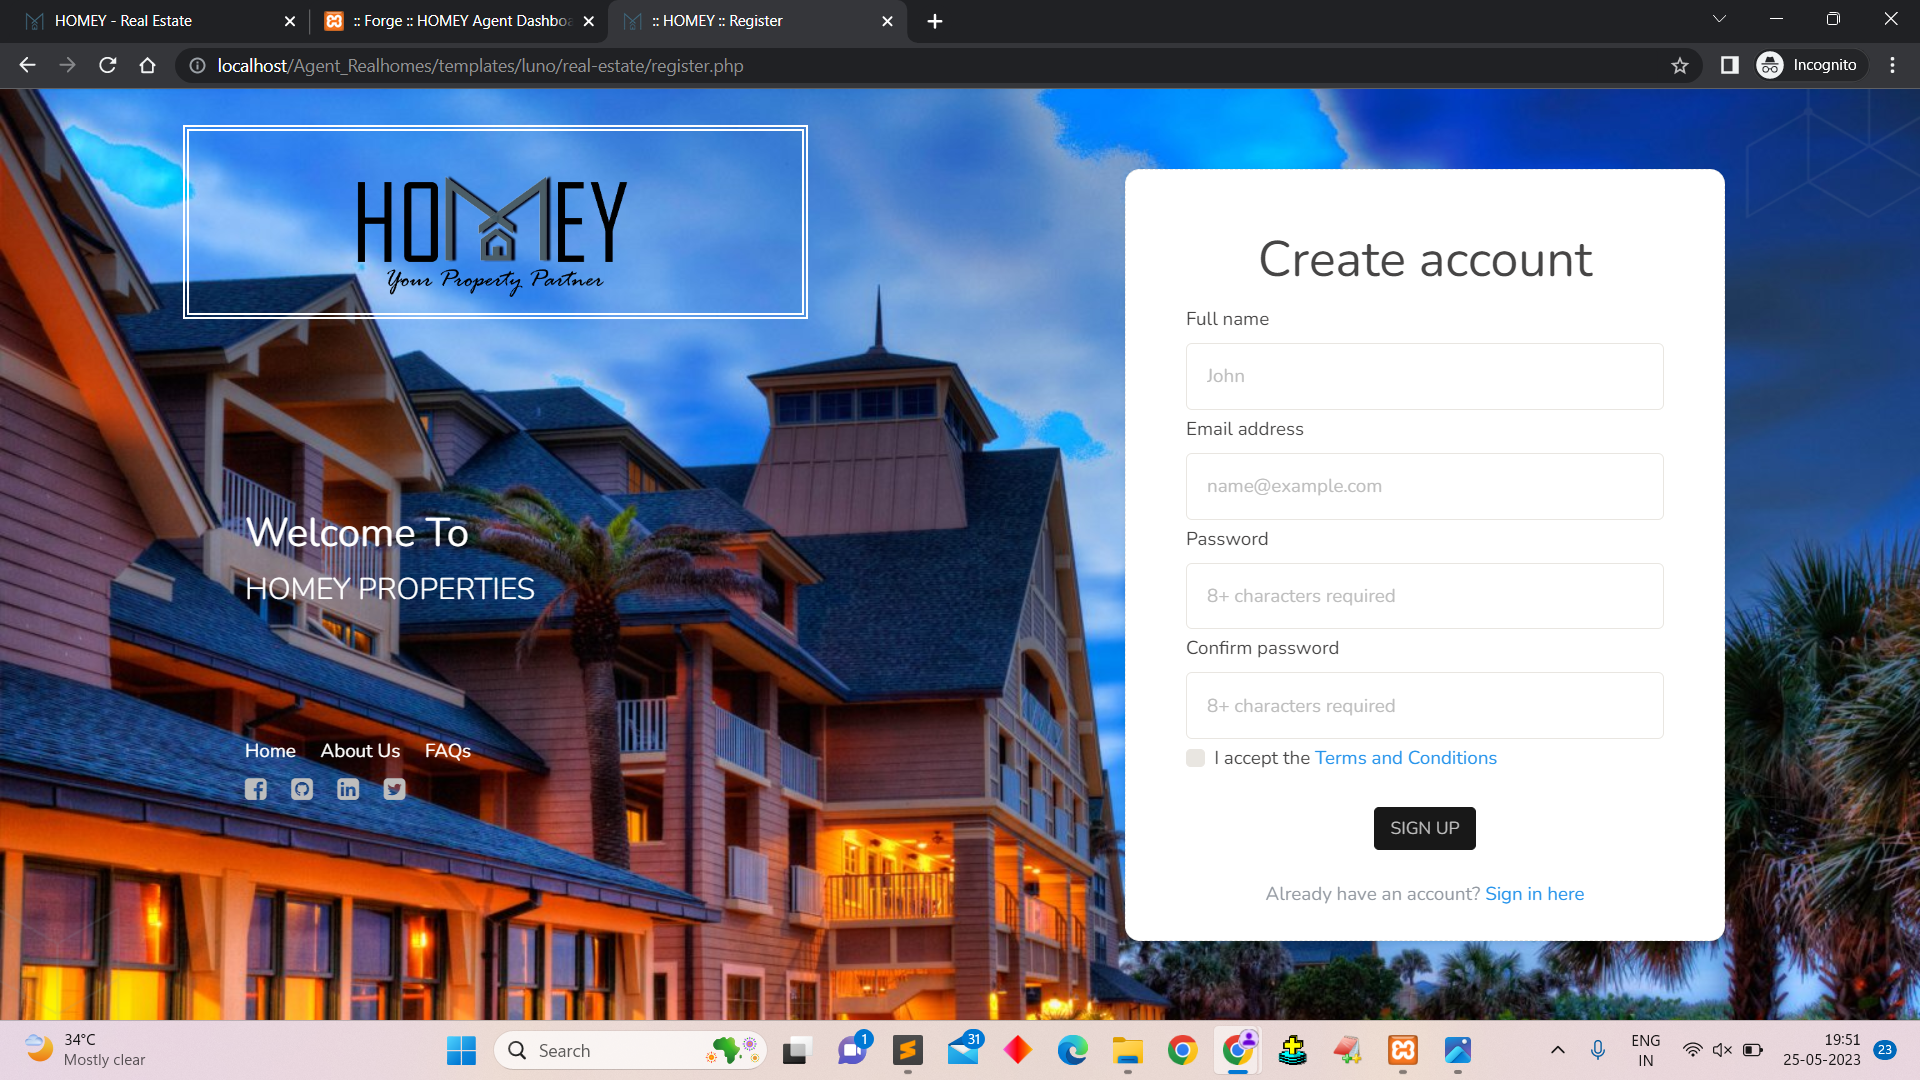 HOMEY - Real Estate
:: Forge :: HOMEY Agent Dashboa
:: HOMEY :: Register
localhost/Agent_Realhomes/templates/luno/real-estate/register.php
Incognito
HOMEY
Your Property Partner
Welcome To
HOMEY PROPERTIES
Home About Us FAQs
Create account
Full name
John
Email address
name@example.com
Password
8+ characters required
Confirm password
8+ characters required
I accept the Terms and Conditions
SIGN UP
Already have an account? Sign in here
34°C
Mostly clear
Search
1
31
ENG
IN
19:51
25-05-2023
23